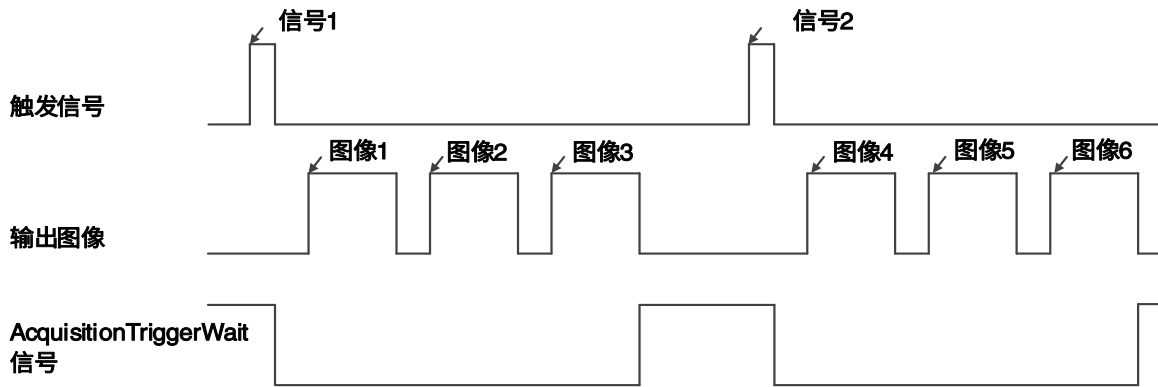 信号1
信号2
触发信号
图像1
图像2
图像3
图像4
图像5
图像6
输出图像
AcquisitionTriggerWait
信号